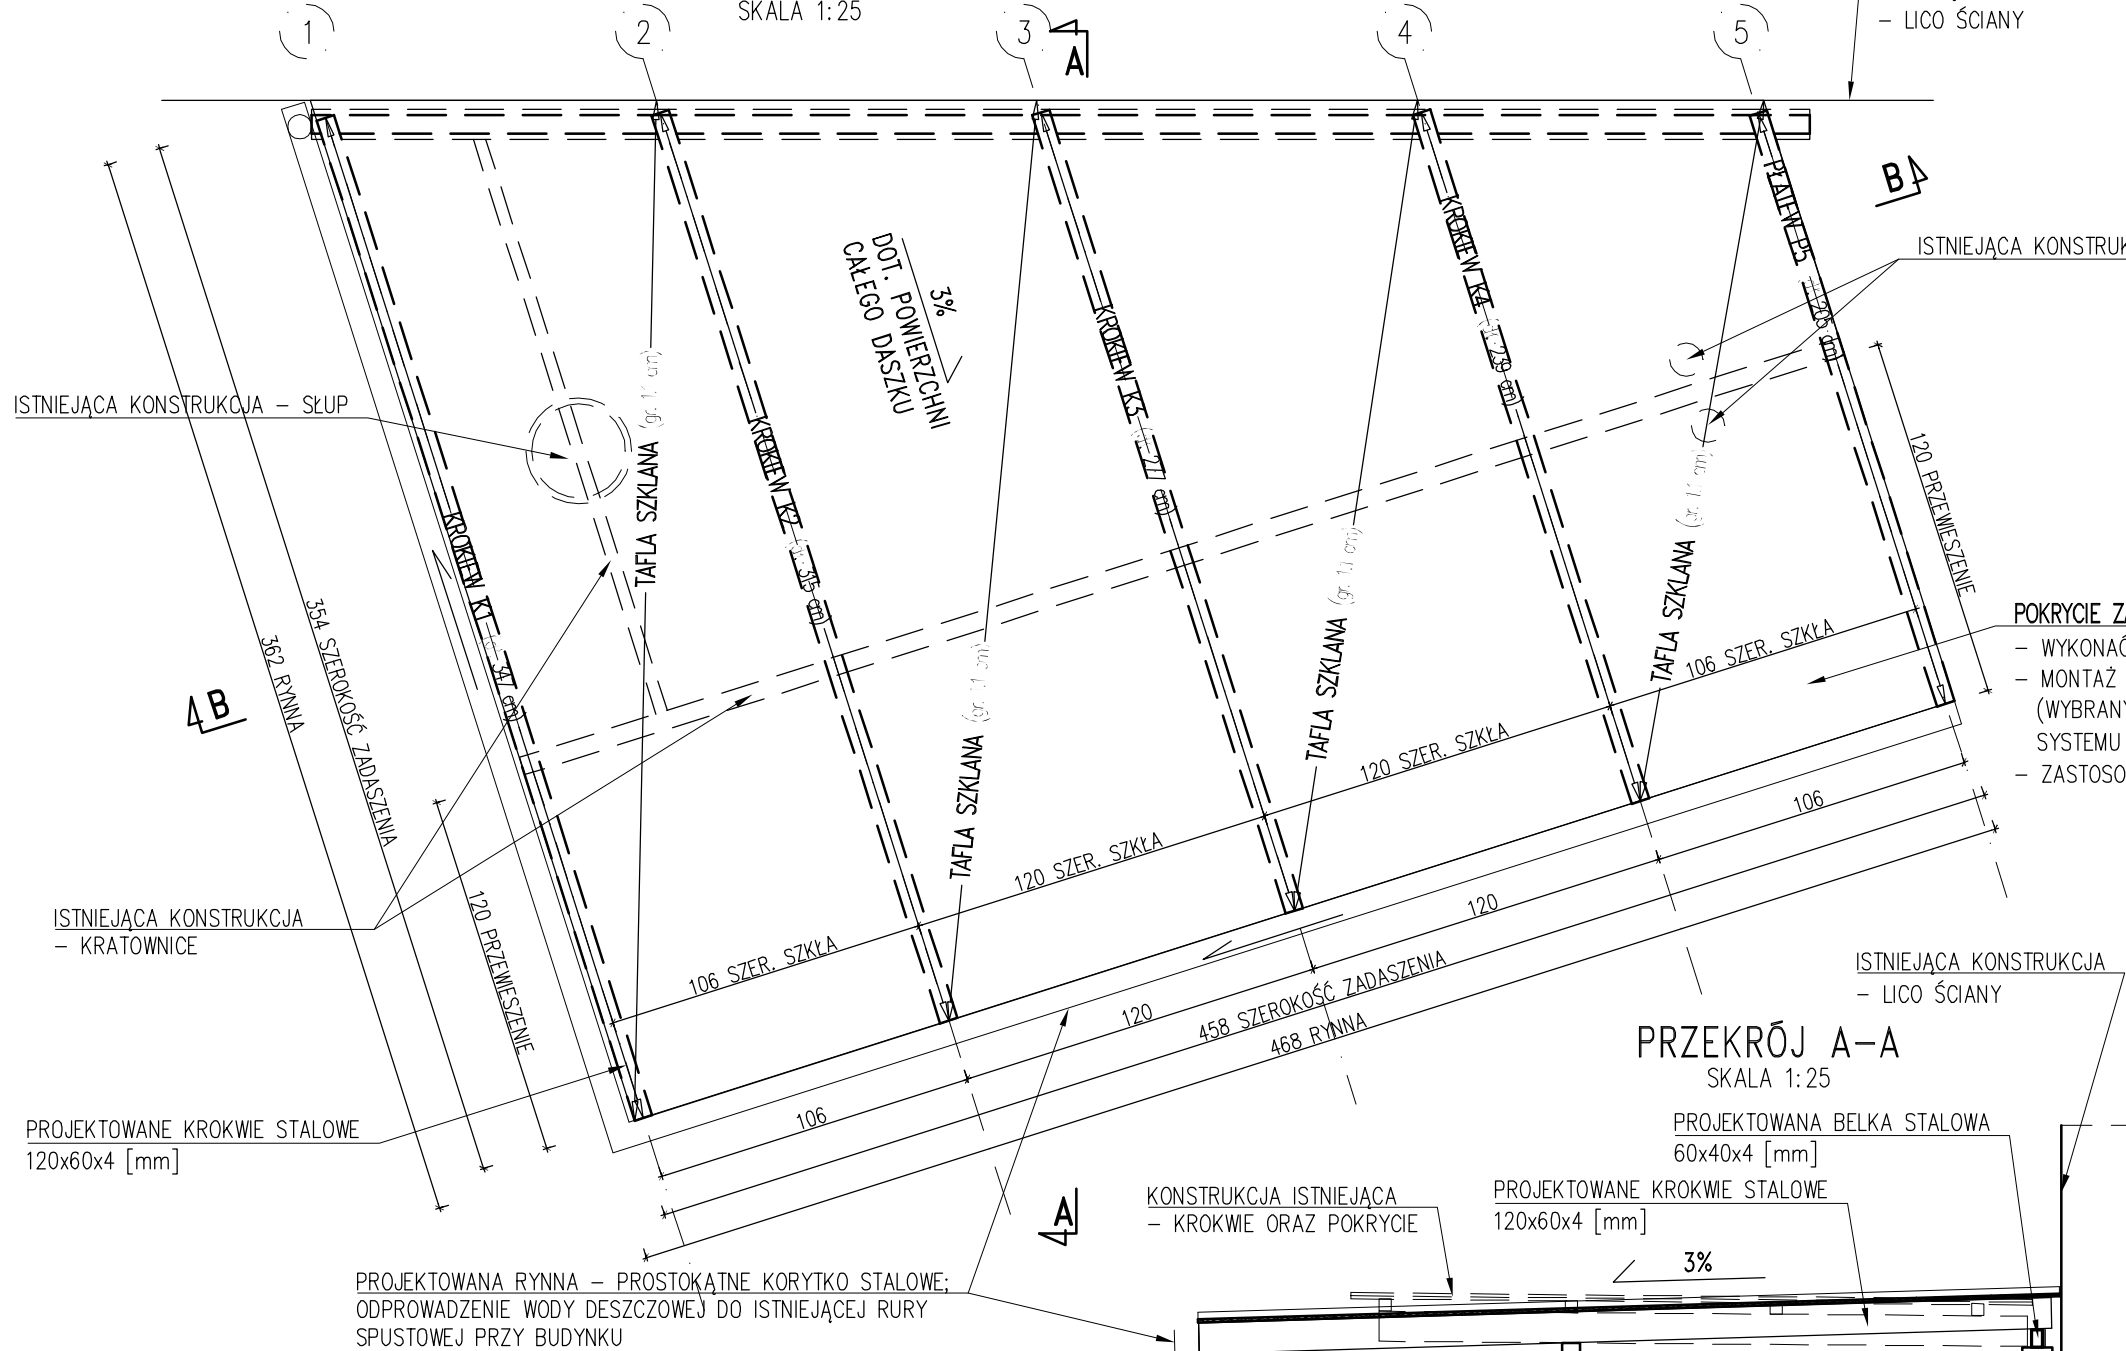 1
2
SKALA 1:25
3
A
4
5
– LICO ŚCIANY
B
ISTNIEJĄCA
DOT. POWIERZCHNI
CAŁEGO DASZKU
3%
PŁATEW P5
KROKIEW K4
KROKIEW K3
KROKIEW K2
KROKIEW K1
ISTNIEJĄCA KONSTRUKCJA – SŁUP
TAFLA SZKLANA
TAFLA SZKLANA
TAFLA SZKLANA
TAFLA SZKLANA
120 PRZEWIESZENIE
354 SZEROKOŚĆ ZADASZENIA
362 RYNNA
4 B
POKRYCIE
– WYKONAĆ
– MONTAŻ
SYSTEMU
106 SZER. SZKŁA
120 SZER. SZKŁA
120 SZER. SZKŁA
106 SZER. SZKŁA
106
120
120
106
458 SZEROKOŚĆ ZADASZENIA
468 RYNNA
120 PRZEWIESZENIE
ISTNIEJĄCA KONSTRUKCJA
– KRATOWNICE
PROJEKTOWANE KROKWIE STALOWE
120x60x4 [mm]
A
PROJEKTOWANA RYNNA – PROSTOKĄTNE KORYTKO STALOWE;
ODPROWADZENIE WODY DESZCZOWEJ DO ISTNIEJĄCEJ RURY
SPUSTOWEJ PRZY BUDYNKU
ISTNIEJĄCA KONSTRUKCJA
– LICO ŚCIANY
PRZEKRÓJ A–A
SKALA 1:25
PROJEKTOWANA BELKA STALOWA
60x40x4 [mm]
KONSTRUKCJA ISTNIEJĄCA
– KROKWIE ORAZ POKRYCIE
PROJEKTOWANE KROKWIE STALOWE
120x60x4 [mm]
3%